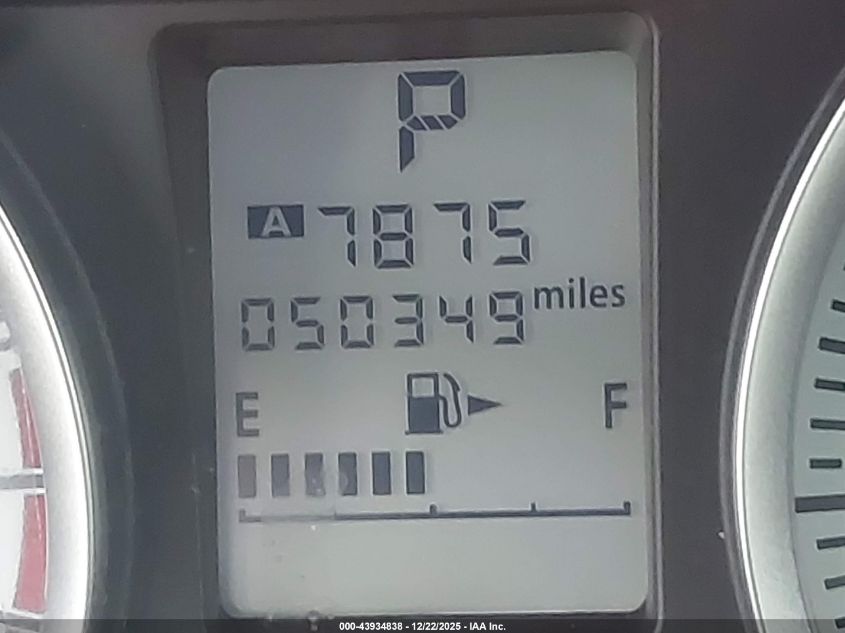 P
A 7875
050349 miles
E F
000-43934838 - 12/22/2025 - IAA Inc.